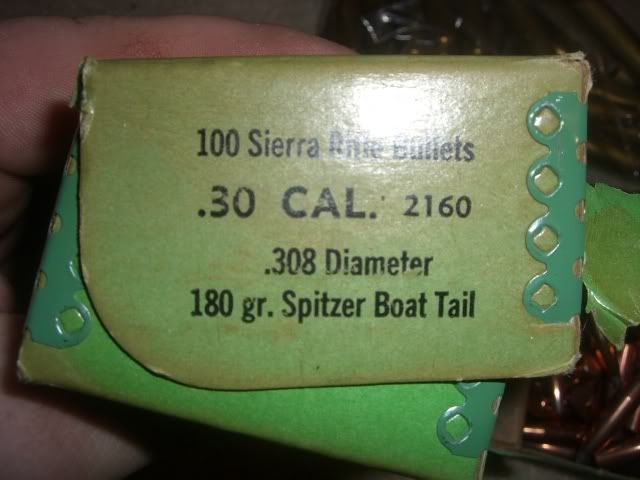 100 Sierra Rifle Bullets
.30 CAL. 2160
.308 Diameter
180 gr. Spitzer Boat Tail